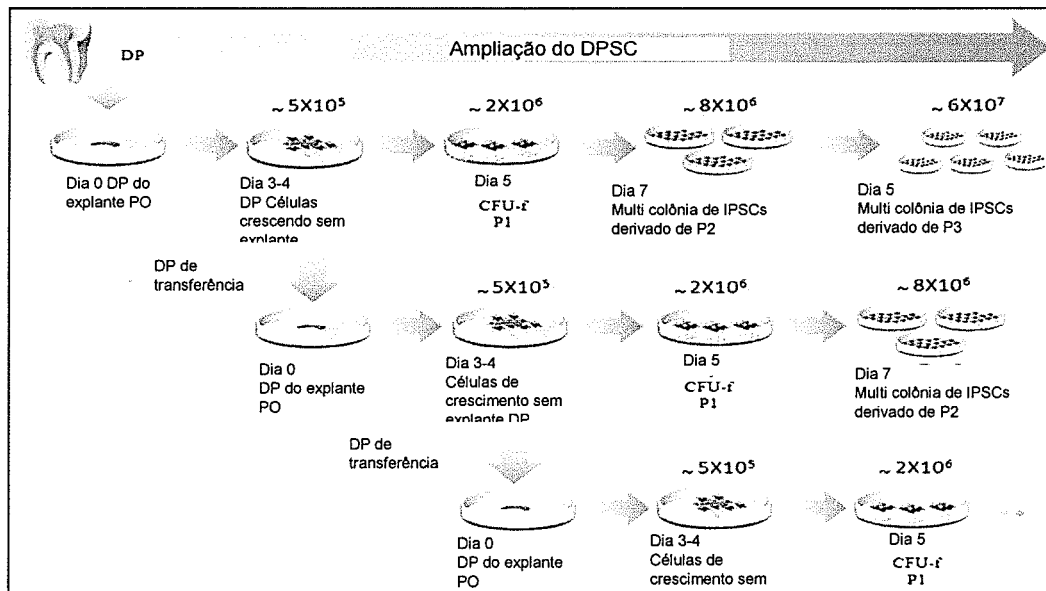 DP
Ampliação do DPSC
~ 5X10⁵
~ 2X10⁶
~ 8X10⁶
~ 6X10⁷
Dia 0 DP do
explante PO
Dia 3-4
DP Células
crescendo sem
explante
Dia 5
CFU-f
P1
Dia 7
Multi colônia de IPSCs
derivado de P2
Dia 5
Multi colônia de IPSCs
derivado de P3
DP de
transferência
~ 5X10⁵
~ 2X10⁶
~ 8X10⁶
Dia 0
DP do explante
PO
Dia 3-4
Células de
crescimento sem
explante DP
Dia 5
CFU-f
P1
Dia 7
Multi colônia de IPSCs
derivado de P2
DP de
transferência
~ 5X10⁵
~ 2X10⁶
Dia 0
DP do explante
PO
Dia 3-4
Células de
crescimento sem
Dia 5
CFU-f
P1